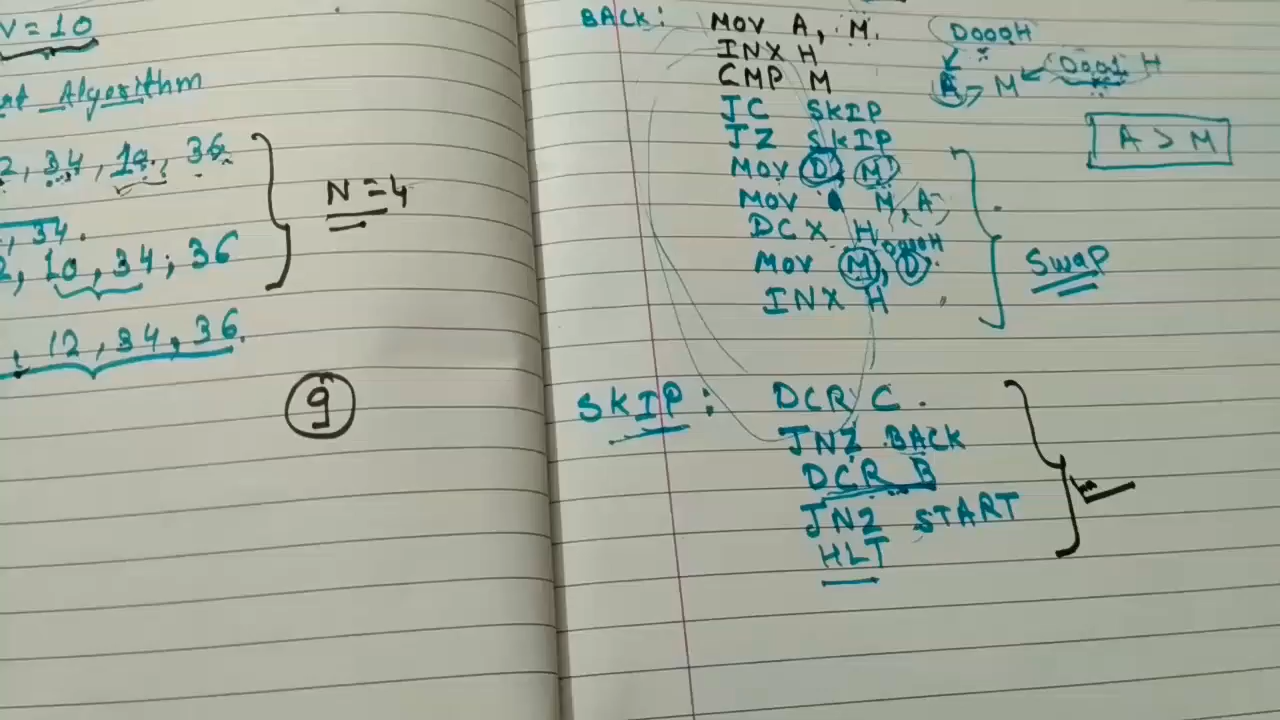 V = 10
Algorithm
2, 34, 10, 36
N = 4
, 34.
2, 10, 34, 36
, 12, 34, 36.
9
BACK: MOV A, M.
D000H
INX H
D001 H
CMP M
A M
JC SKIP
A > M
JZ SKIP
MOV D, M
MOV M, A
DCX H
MOV M, D
Swap
INX H
SKIP: DCR C.
JNZ BACK
DCR B
JNZ START
HLT